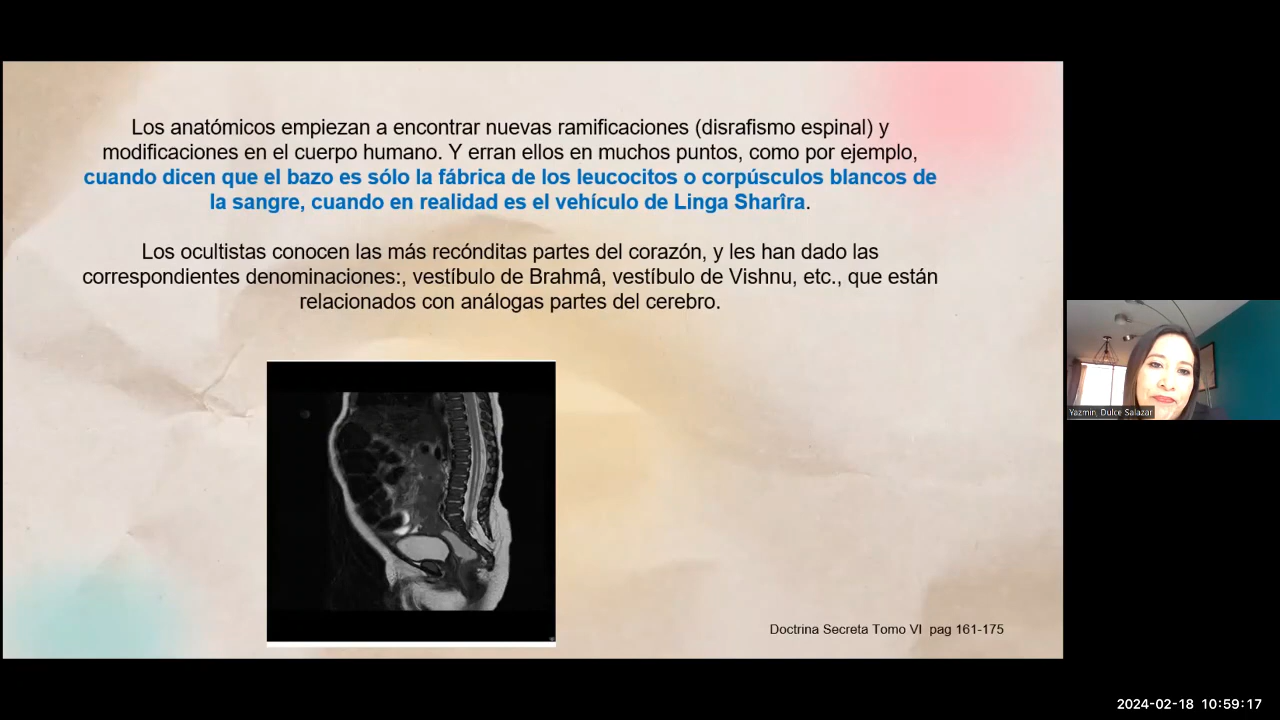 Los anatómicos empiezan a encontrar nuevas ramificaciones (disrafismo espinal) y
modificaciones en el cuerpo humano. Y erran ellos en muchos puntos, como por ejemplo,
cuando dicen que el bazo es sólo la fábrica de los leucocitos o corpúsculos blancos de
la sangre, cuando en realidad es el vehículo de Linga Sharîra.
Los ocultistas conocen las más recónditas partes del corazón, y les han dado las
correspondientes denominaciones:, vestíbulo de Brahmâ, vestíbulo de Vishnu, etc., que están
relacionados con análogas partes del cerebro.
Yazmin, Dulce Salazar
Doctrina Secreta Tomo VI pag 161-175
2024-02-18 10:59:17